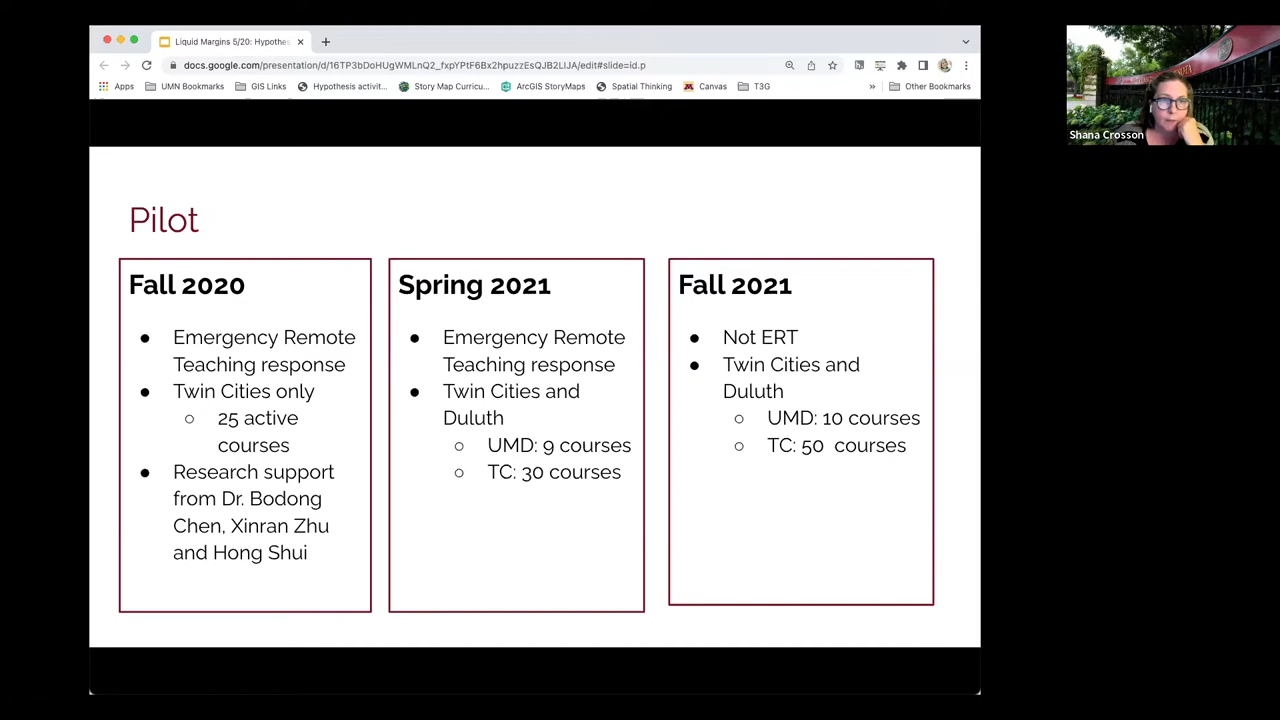 Liquid Margins 5/20: Hypothes
docs.google.com/presentation/d/16TP3bDoHUgWMLnQ2_fxpYPtF6Bx2hpuzzEsQJB2LIJA/edit#slide=id.p
Apps UMN Bookmarks GIS Links Hypothesis activit... Story Map Curricu... ArcGIS StoryMaps Spatial Thinking Canvas T3G » Other Bookmarks
Shana Crosson
Pilot
Fall 2020
● Emergency Remote
Teaching response
● Twin Cities only
○ 25 active
courses
● Research support
from Dr. Bodong
Chen, Xinran Zhu
and Hong Shui
Spring 2021
● Emergency Remote
Teaching response
● Twin Cities and
Duluth
○ UMD: 9 courses
○ TC: 30 courses
Fall 2021
● Not ERT
● Twin Cities and
Duluth
○ UMD: 10 courses
○ TC: 50 courses